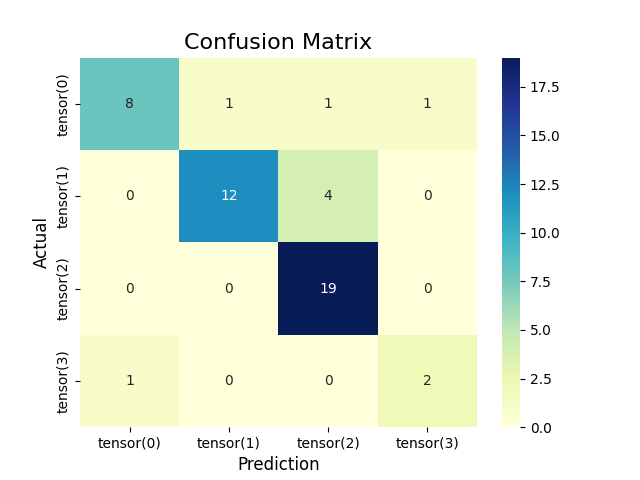 Confusion Matrix
tensor(0)
8 1 1 1
tensor(1)
0 12 4 0
tensor(2)
0 0 19 0
tensor(3)
1 0 0 2
Actual
tensor(0) tensor(1) tensor(2) tensor(3)
Prediction
17.5
15.0
12.5
10.0
7.5
5.0
2.5
0.0